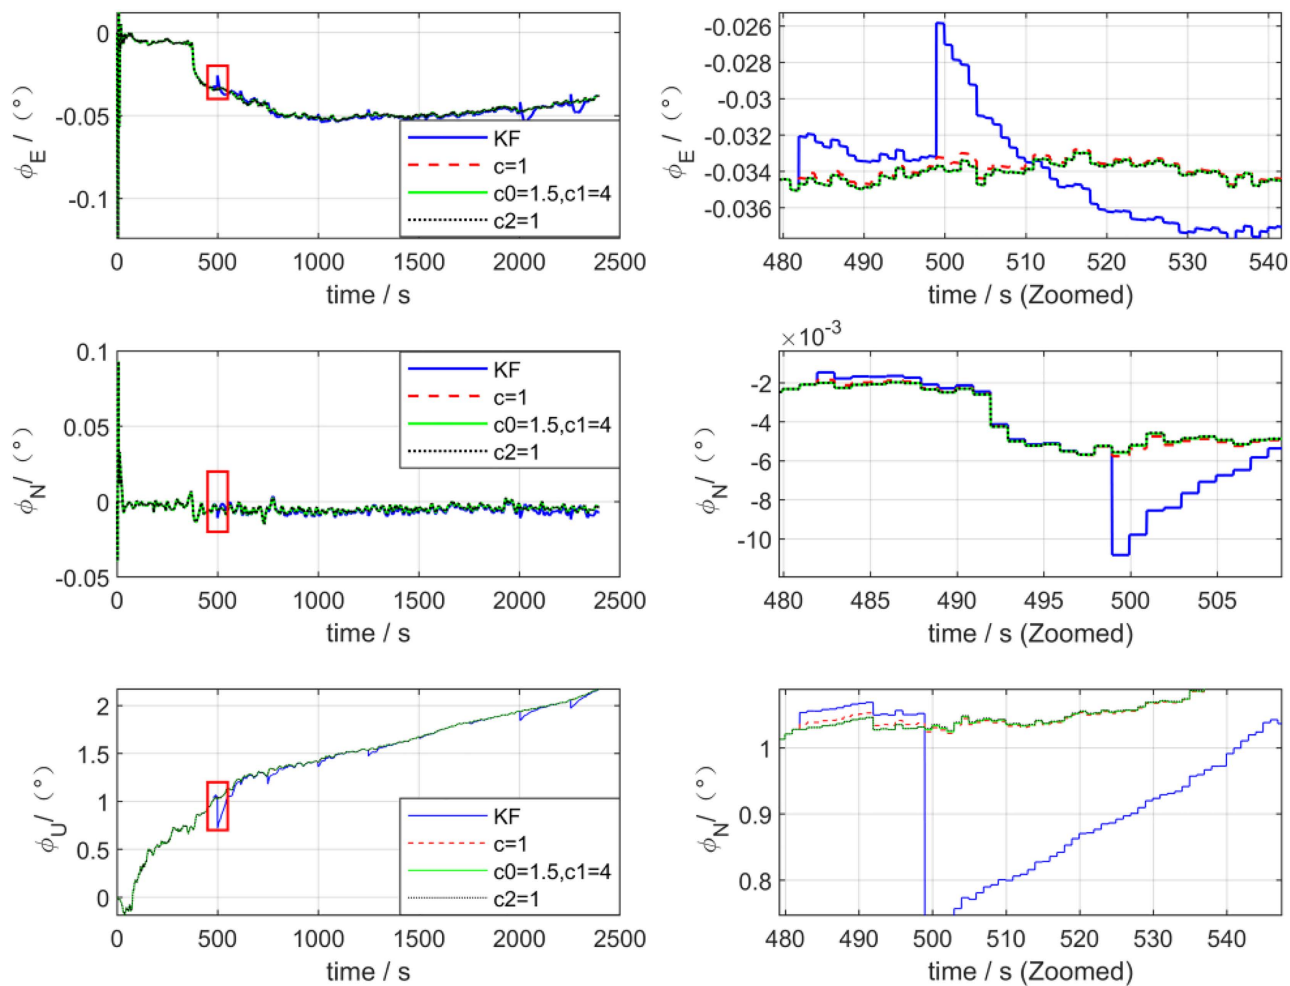 0
-0.05
-0.1
ϕE / (°)
KF
c=1
c0=1.5,c1=4
c2=1
0 500 1000 1500 2000 2500
time / s
-0.026
-0.028
-0.03
-0.032
-0.034
-0.036
ϕE / (°)
480 490 500 510 520 530 540
time / s (Zoomed)
0.1
0.05
0
-0.05
ϕN/ (°)
KF
c=1
c0=1.5,c1=4
c2=1
0 500 1000 1500 2000 2500
time / s
×10-3
-2
-4
-6
-8
-10
ϕN/ (°)
480 485 490 495 500 505
time / s (Zoomed)
2
1.5
1
0.5
0
ϕU/ (°)
KF
c=1
c0=1.5,c1=4
c2=1
0 500 1000 1500 2000 2500
time / s
1
0.9
0.8
ϕN/ (°)
480 490 500 510 520 530 540
time / s (Zoomed)